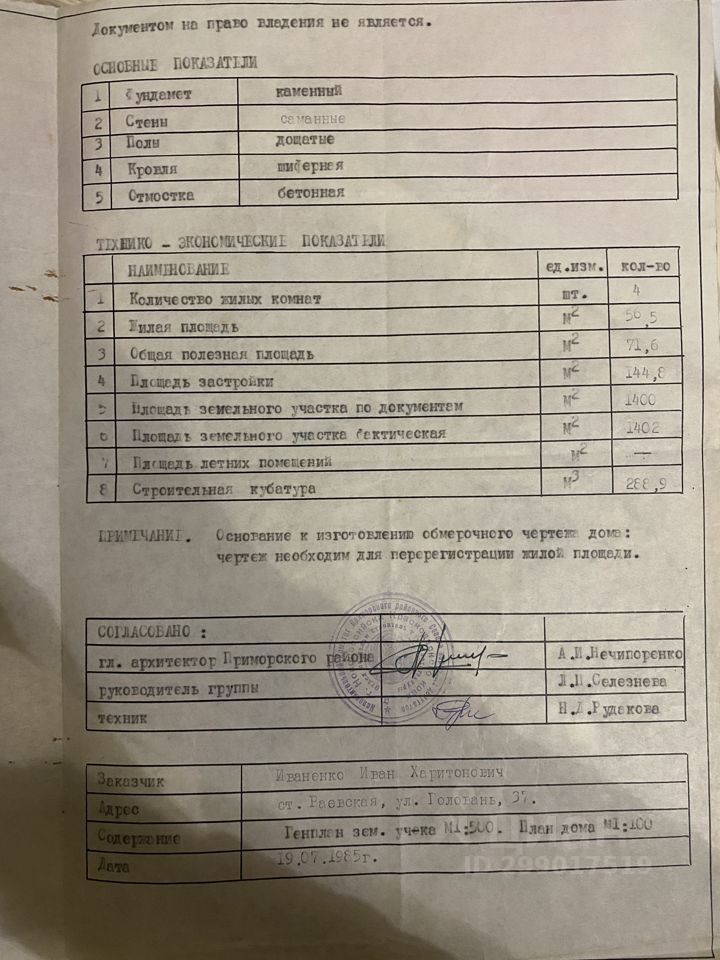 Документом на право владения не является.
ОСНОВНЫЕ ПОКАЗАТЕЛИ
1 Фундамет каменный
2 Стены саманные
3 Полы дощатые
4 Кровля шиферная
5 Отмостка бетонная
ТЕХНИКО - ЭКОНОМИЧЕСКИЕ ПОКАЗАТЕЛИ
НАИМЕНОВАНИЕ ед.изм. кол-во
1 Количество жилых комнат шт. 4
2 Жилая площадь м2 56,5
3 Общая полезная площадь м2 71,6
4 Площадь застройки м2 144,8
5 Площадь земельного участка по документам м2 1400
6 Площадь земельного участка фактическая м2 1402
7 Площадь летних помещений м2 —
8 Строительная кубатура м3 288,9
ПРИМЕЧАНИЕ. Основание к изготовлению обмерочного чертежа дома:
чертеж необходим для перерегистрации жилой площади.
СОГЛАСОВАНО :
гл. архитектор Приморского района А.И.Нечипоренко
руководитель группы Л.П.Селезнева
техник Н.А.Рудакова
Заказчик Иваненко Иван Харитонович
Адрес ст. Раевская, ул. Головань, 37.
Содержание Генплан зем. учека М1:500. План дома М1:100
Дата 19.07.1985г.
ID 299017519